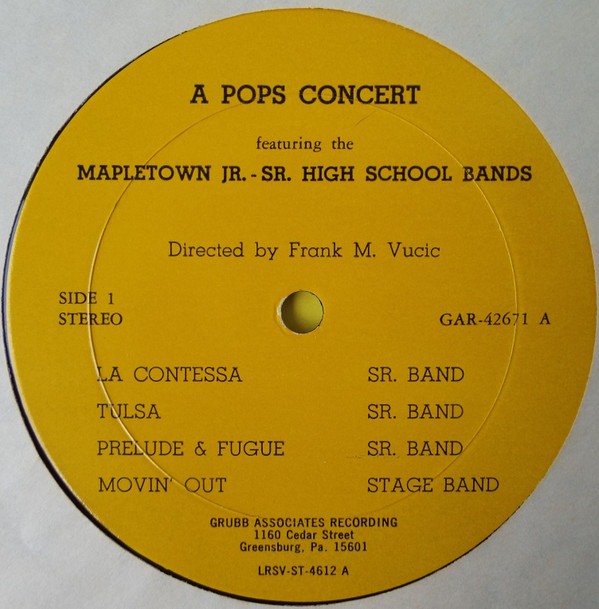 A POPS CONCERT
featuring the
MAPLETOWN JR. - SR. HIGH SCHOOL BANDS
Directed by Frank M. Vucic
SIDE 1
STEREO
GAR-42671 A
LA CONTESSA SR. BAND
TULSA SR. BAND
PRELUDE & FUGUE SR. BAND
MOVIN' OUT STAGE BAND
GRUBB ASSOCIATES RECORDING
1160 Cedar Street
Greensburg, Pa. 15601
LRSV-ST-4612 A